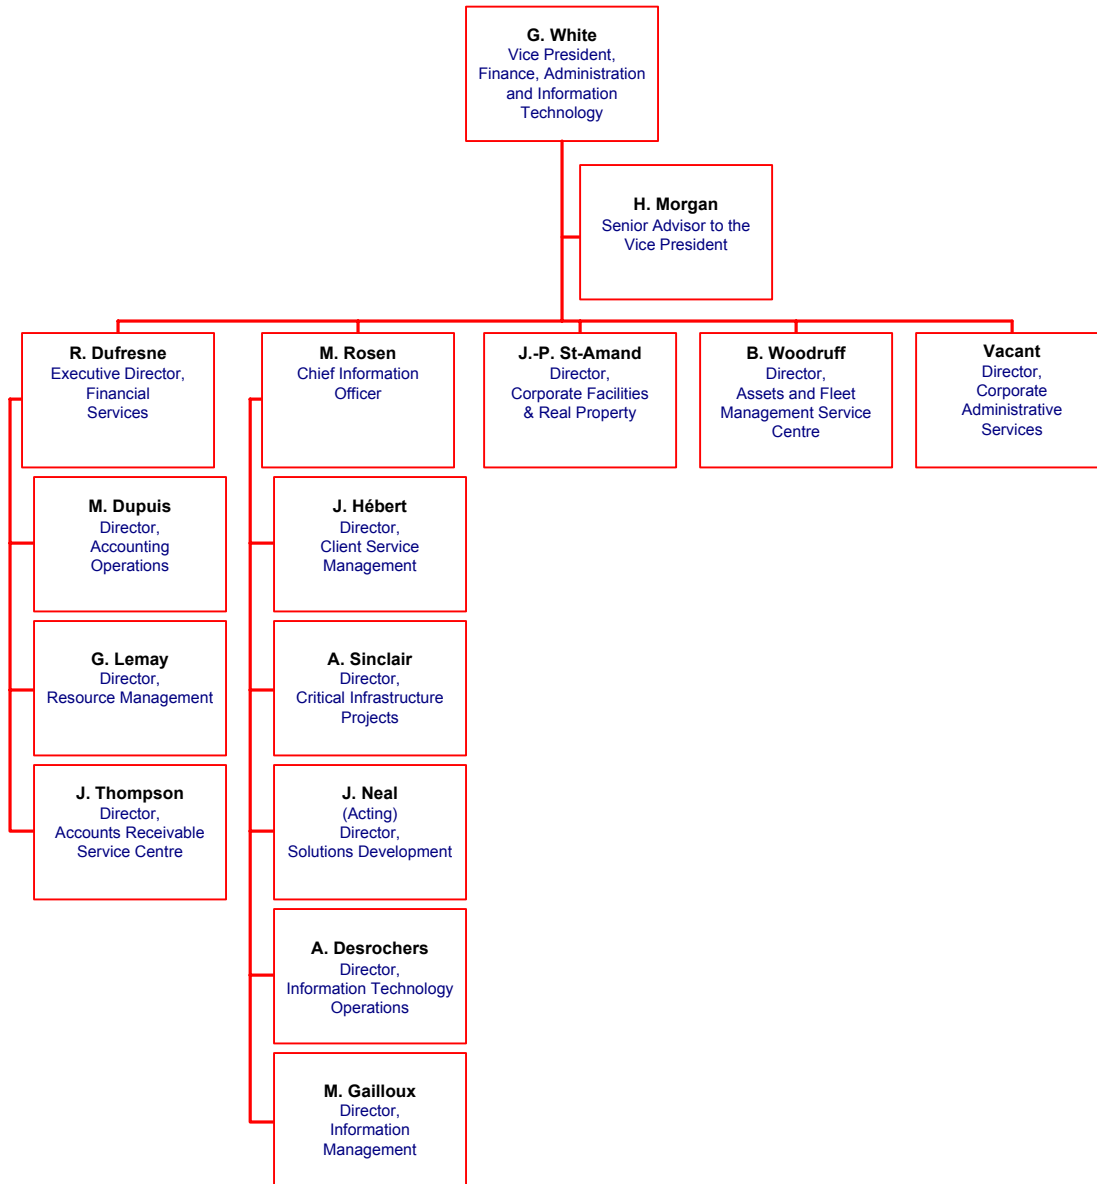 G. White
Vice President,
Finance, Administration
and Information
Technology
H. Morgan
Senior Advisor to the
Vice President
R. Dufresne
Executive Director,
Financial
Services
M. Rosen
Chief Information
Officer
J.-P. St-Amand
Director,
Corporate Facilities
& Real Property
B. Woodruff
Director,
Assets and Fleet
Management Service
Centre
Vacant
Director,
Corporate
Administrative
Services
M. Dupuis
Director,
Accounting
Operations
J. Hébert
Director,
Client Service
Management
G. Lemay
Director,
Resource Management
A. Sinclair
Director,
Critical Infrastructure
Projects
J. Thompson
Director,
Accounts Receivable
Service Centre
J. Neal
(Acting)
Director,
Solutions Development
A. Desrochers
Director,
Information Technology
Operations
M. Gailloux
Director,
Information
Management